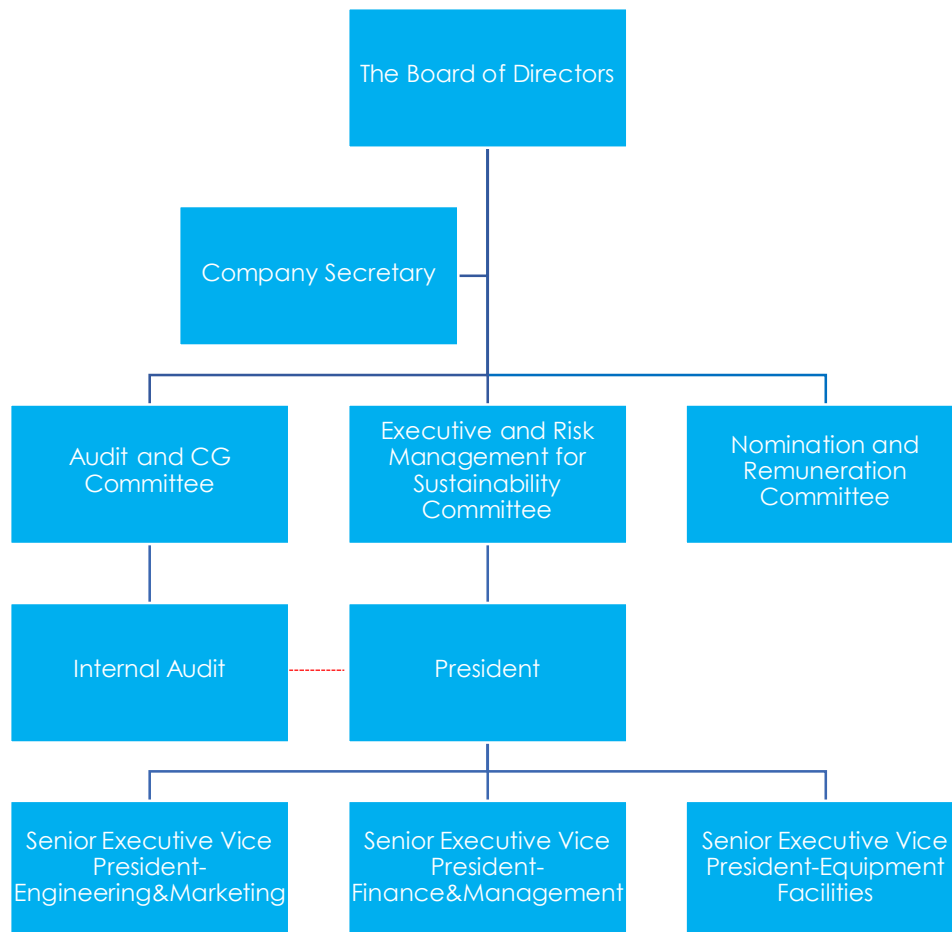 The Board of Directors
Company Secretary
Audit and CG
Committee
Executive and Risk
Management for
Sustainability
Committee
Nomination and
Remuneration
Committee
Internal Audit
President
Senior Executive Vice
President-
Engineering&Marketing
Senior Executive Vice
President-
Finance&Management
Senior Executive Vice
President-Equipment
Facilities